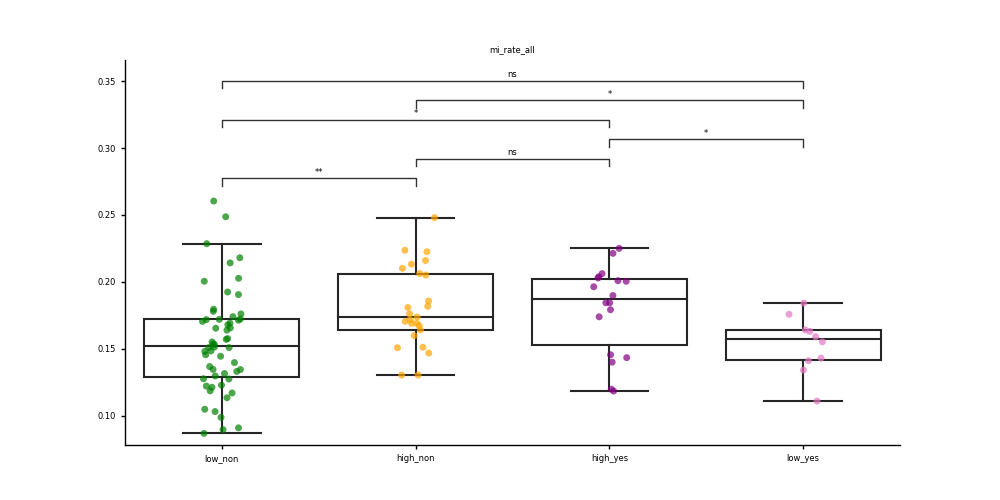 mi_rate_all
ns
*
*
*
ns
**
0.35
0.30
0.25
0.20
0.15
0.10
low_non
high_non
high_yes
low_yes